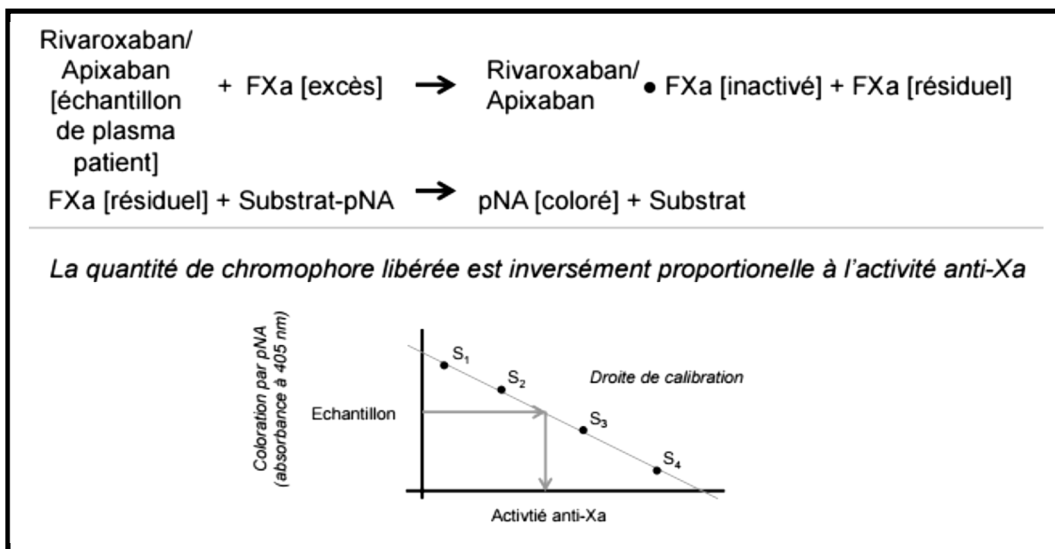 Rivaroxaban/
Apixaban
[échantillon
de plasma
patient]
+ FXa [excès]
Rivaroxaban/
Apixaban
• FXa [inactivé] + FXa [résiduel]
FXa [résiduel] + Substrat-pNA
pNA [coloré] + Substrat
La quantité de chromophore libérée est inversément proportionelle à l'activité anti-Xa
Coloration par pNA
(absorbance à 405 nm)
S1
S2
Droite de calibration
Echantillon
S3
S4
Activtié anti-Xa